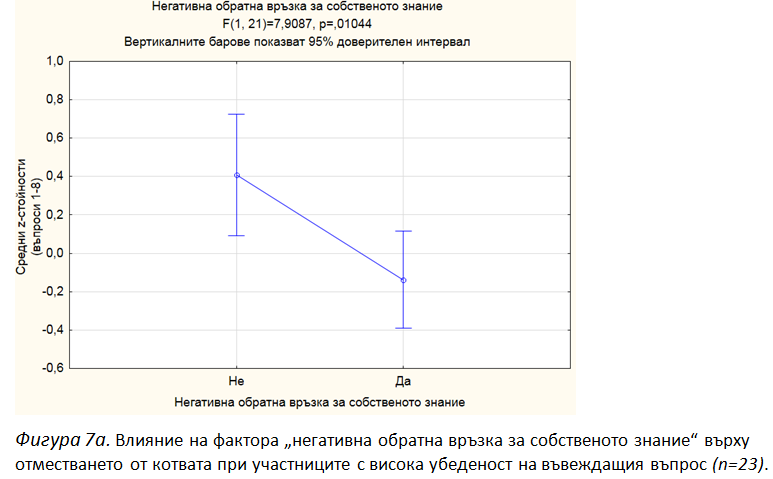 Негативна обратна връзка за собственото знание
F(1, 21)=7,9087, p=,01044
Вертикалните барове показват 95% доверителен интервал
1,0
0,8
0,6
0,4
0,2
0,0
-0,2
-0,4
-0,6
Средни z-стойности
(въпроси 1-8)
Не
Да
Негативна обратна връзка за собственото знание
Фигура 7а. Влияние на фактора „негативна обратна връзка за собственото знание“ върху
отместването от котвата при участниците с висока убеденост на въвеждащия въпрос (n=23).